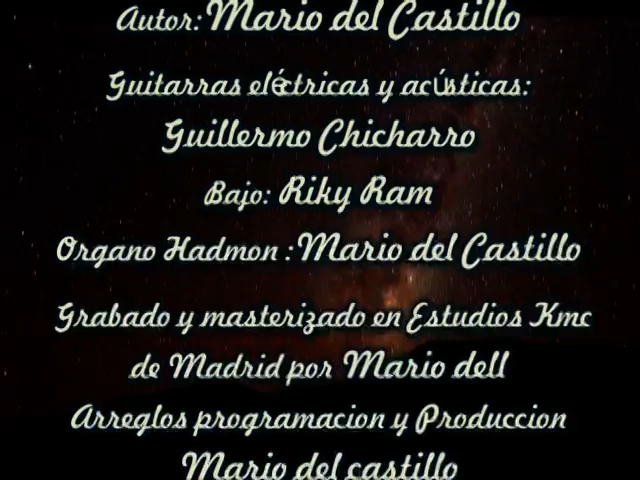 Autor: Mario del Castillo
Guitarras eléctricas y acústicas:
Guillermo Chicharro
Bajo: Riky Ram
Organo Hadmon : Mario del Castillo
Grabado y masterizado en Estudios Kmc
de Madrid por Mario dell
Arreglos programacion y Produccion
Mario del castillo